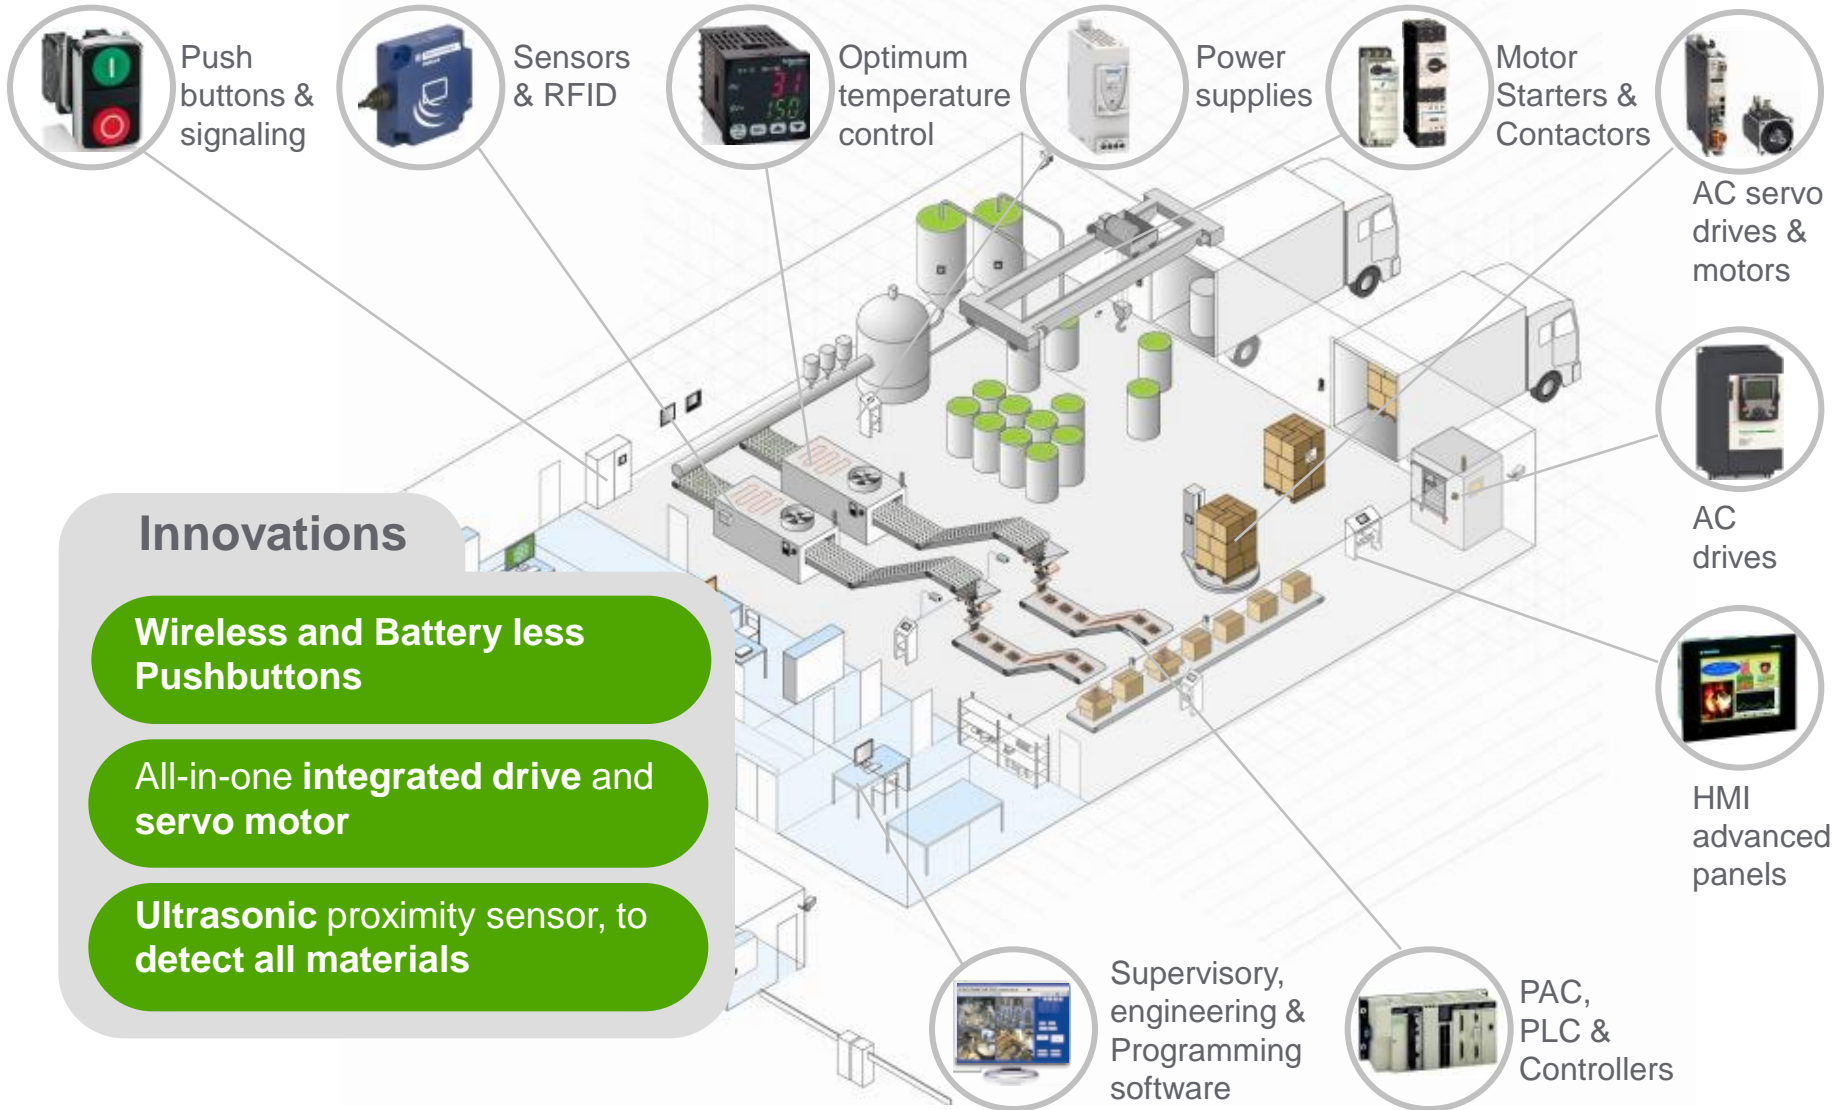 Push
buttons &
signaling
Sensors
& RFID
31
150
Optimum
temperature
control
Power
supplies
Motor
Starters &
Contactors
AC servo
drives &
motors
AC
drives
HMI
advanced
panels
Innovations
Wireless and Battery less
Pushbuttons
All-in-one integrated drive and
servo motor
Ultrasonic proximity sensor, to
detect all materials
Supervisory,
engineering &
Programming
software
PAC,
PLC &
Controllers